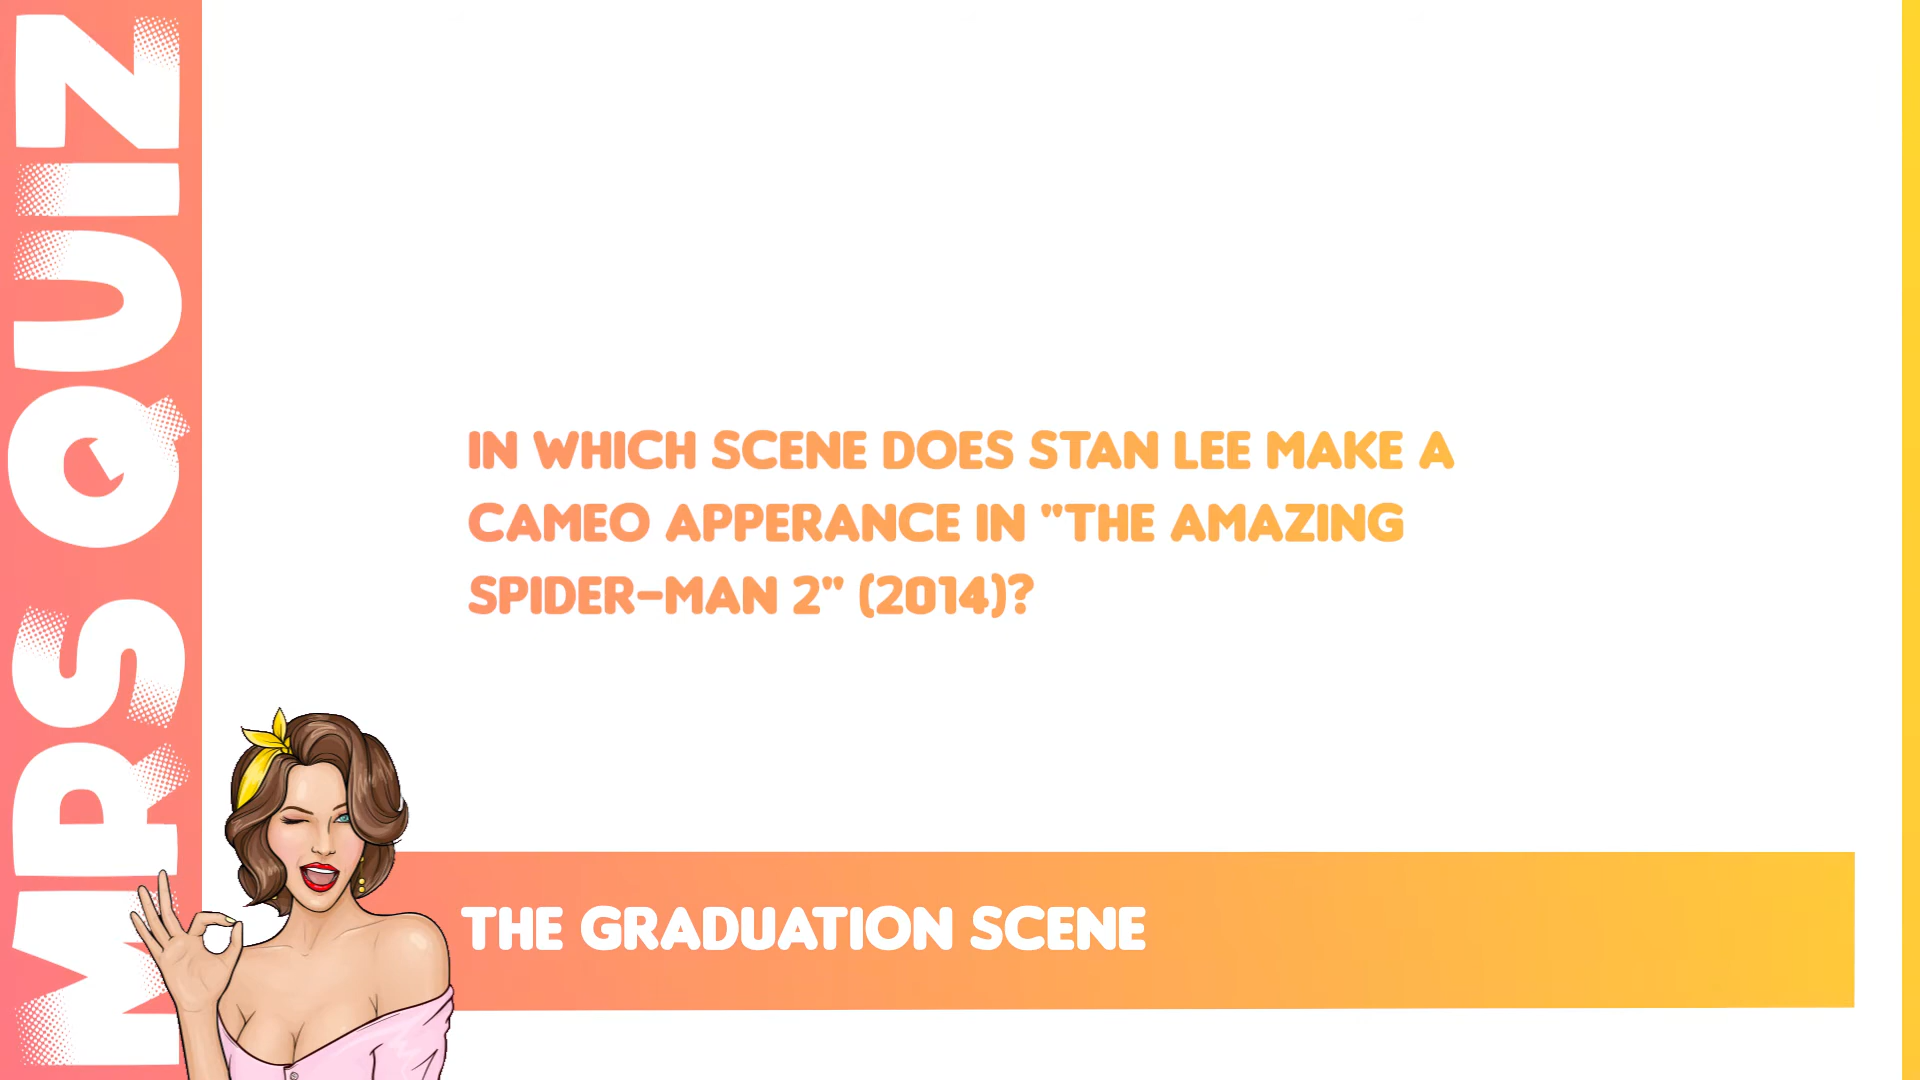 MRS QUIZ
IN WHICH SCENE DOES STAN LEE MAKE A
CAMEO APPERANCE IN "THE AMAZING
SPIDER-MAN 2" (2014)?
THE GRADUATION SCENE